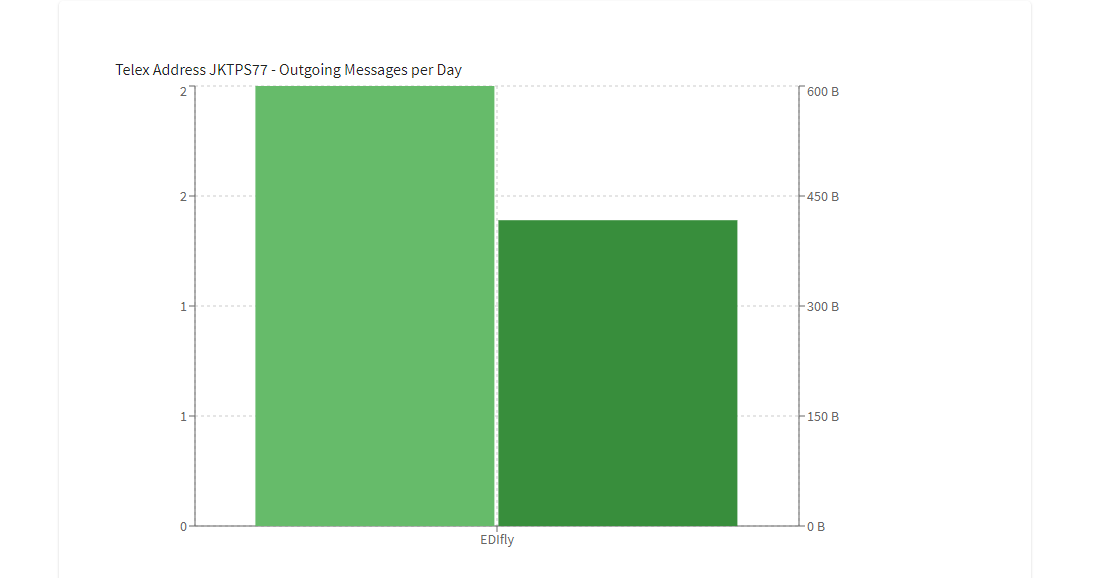 Telex Address JKTPS77 - Outgoing Messages per Day
2
600 B
2
450 B
1
300 B
1
150 B
0
0 B
EDIfly